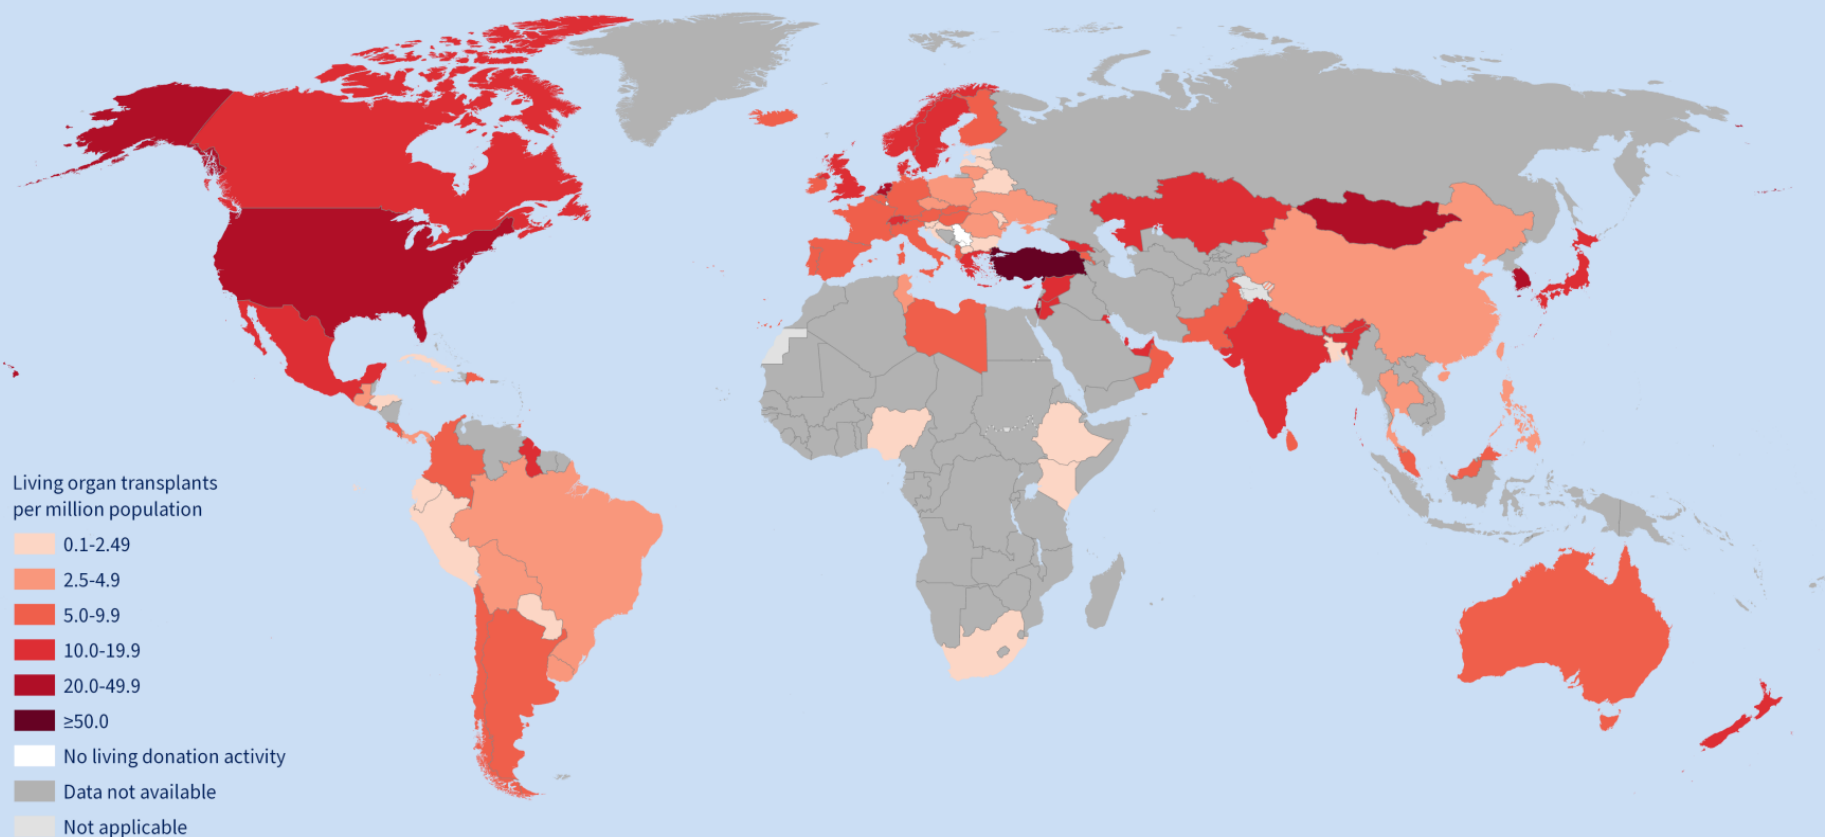 Living organ transplants
per million population
0.1-2.49
2.5-4.9
5.0-9.9
10.0-19.9
20.0-49.9
≥50.0
No living donation activity
Data not available
Not applicable